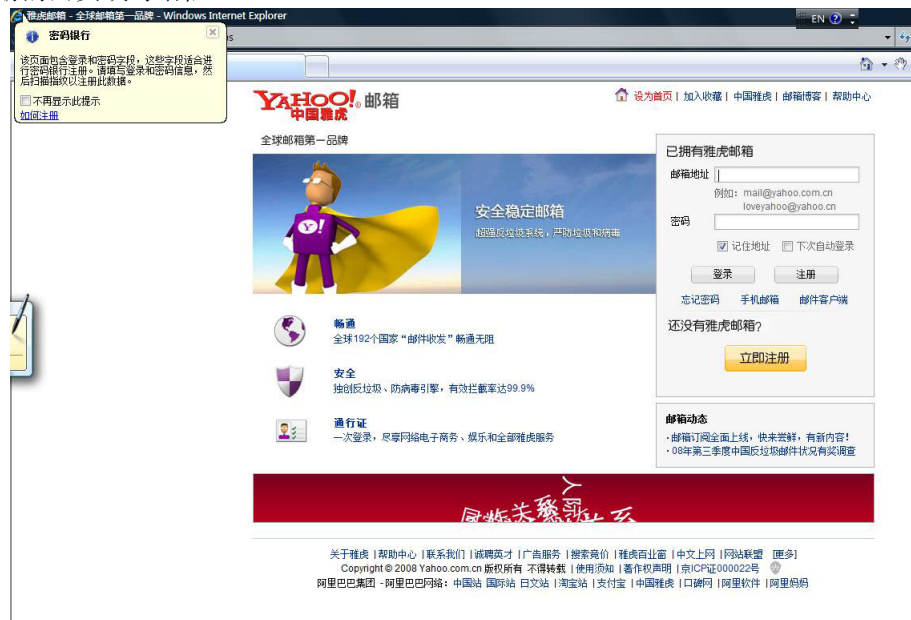 雅虎邮箱 - 全球邮箱第一品牌 - Windows Internet Explorer
EN
密码银行
该页面包含登录和密码字段，这些字段适合进
行密码银行注册。请填写登录和密码信息，然
后扫描指纹以注册此数据。
不再显示此提示
如何注册
YAHOO!邮箱
中国雅虎
设为首页 | 加入收藏 | 中国雅虎 | 邮箱博客 | 帮助中心
全球邮箱第一品牌
安全稳定邮箱
超强反垃圾系统，严防垃圾和病毒
Y!
已拥有雅虎邮箱
邮箱地址
例如: mail@yahoo.com.cn
loveyahoo@yahoo.cn
密码
记住地址 下次自动登录
登录 注册
忘记密码 手机邮箱 邮件客户端
还没有雅虎邮箱?
立即注册
畅通
全球192个国家“邮件收发”畅通无阻
安全
独创反垃圾、防病毒引擎，有效拦截率达99.9%
通行证
一次登录，尽享网络电子商务、娱乐和全部雅虎服务
邮箱动态
·邮箱订阅全面上线，快来尝鲜，有新内容!
·08年第三季度中国反垃圾邮件状况有奖调查
关于雅虎 | 帮助中心 | 联系我们 | 诚聘英才 | 广告服务 | 搜索竞价 | 雅虎百业窗 | 中文上网 | 网站联盟 [更多]
Copyright © 2008 Yahoo.com.cn 版权所有 不得转载 | 使用须知 | 著作权声明 | 京ICP证000022号
阿里巴巴集团 - 阿里巴巴网络: 中国站 国际站 日文站 | 淘宝站 | 支付宝 | 中国雅虎 | 口碑网 | 阿里软件 | 阿里妈妈